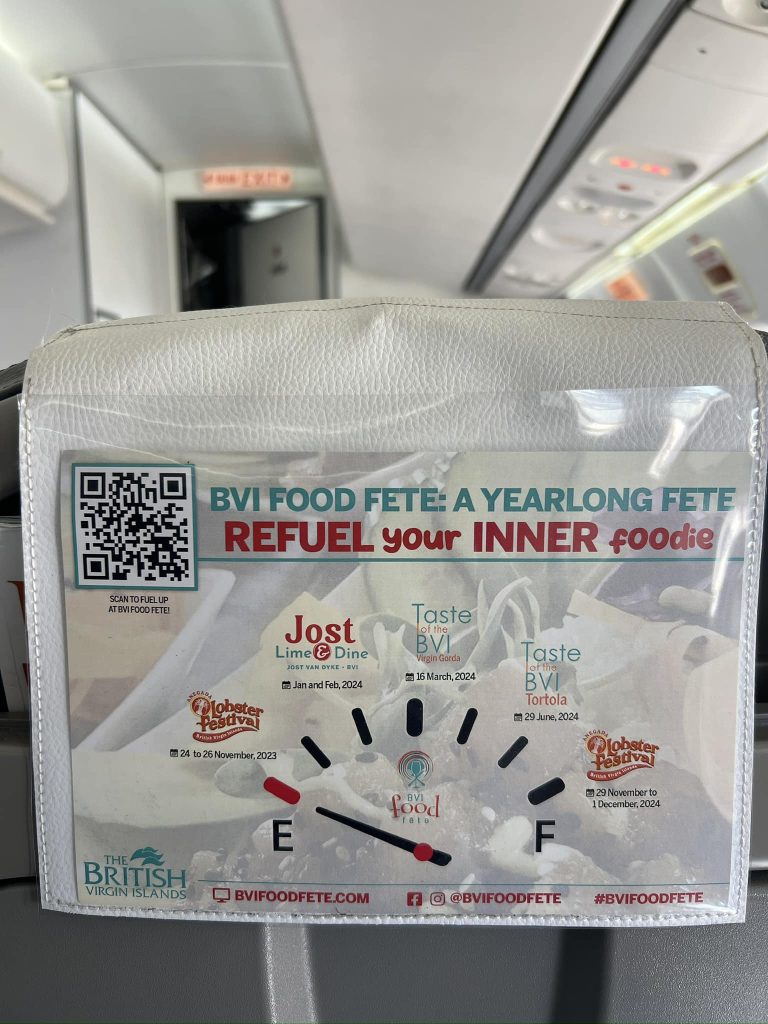 EXIT
BVI FOOD FETE: A YEARLONG FETE
REFUEL your INNER foodie
SCAN TO FUEL UP
AT BVI FOOD FETE!
Jost
Lime & Dine
JOST VAN DYKE • BVI
Jan and Feb, 2024
Taste
of the
BVI
Virgin Gorda
16 March, 2024
Taste
of the
BVI
Tortola
29 June, 2024
ANEGADA
Lobster
Festival
British Virgin Islands
24 to 26 November, 2023
ANEGADA
Lobster
Festival
British Virgin Islands
29 November to
1 December, 2024
BVI
food
fête
E
F
THE
BRITISH
VIRGIN ISLANDS
BVIFOODFETE.COM
@BVIFOODFETE
#BVIFOODFETE